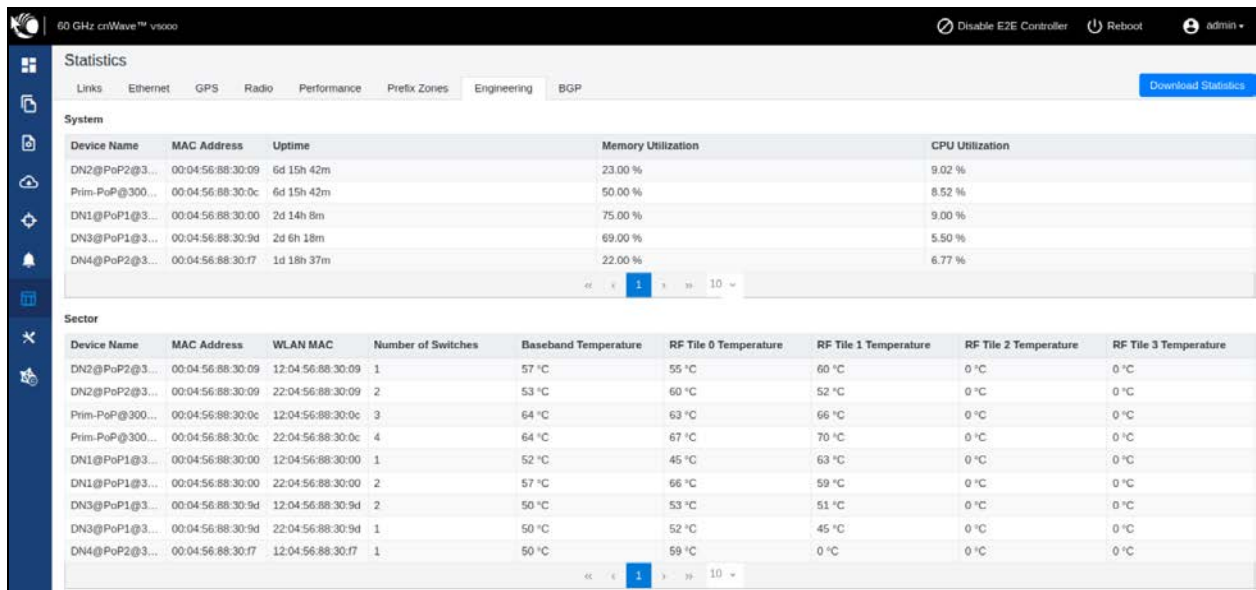 60 GHz cnWave™ V5000 Disable E2E Controller Reboot admin
Statistics
Links Ethernet GPS Radio Performance Prefix Zones Engineering BGP Download Statistics
System
Device Name MAC Address Uptime Memory Utilization CPU Utilization
DN2@PoP2@3... 00:04:56:88:30:09 6d 15h 42m 23.00 % 9.02 %
Prim-PoP@300... 00:04:56:88:30:0c 6d 15h 42m 50.00 % 8.52 %
DN1@PoP1@3... 00:04:56:88:30:00 2d 14h 8m 75.00 % 9.00 %
DN3@PoP1@3... 00:04:56:88:30:9d 2d 6h 18m 69.00 % 5.50 %
DN4@PoP2@3... 00:04:56:88:30:f7 1d 18h 37m 22.00 % 6.77 %
« ‹ 1 › » 10
Sector
Device Name MAC Address WLAN MAC Number of Switches Baseband Temperature RF Tile 0 Temperature RF Tile 1 Temperature RF Tile 2 Temperature RF Tile 3 Temperature
DN2@PoP2@3... 00:04:56:88:30:09 12:04:56:88:30:09 1 57 °C 55 °C 60 °C 0 °C 0 °C
DN2@PoP2@3... 00:04:56:88:30:09 22:04:56:88:30:09 2 53 °C 60 °C 52 °C 0 °C 0 °C
Prim-PoP@300... 00:04:56:88:30:0c 12:04:56:88:30:0c 3 64 °C 63 °C 66 °C 0 °C 0 °C
Prim-PoP@300... 00:04:56:88:30:0c 22:04:56:88:30:0c 4 64 °C 67 °C 70 °C 0 °C 0 °C
DN1@PoP1@3... 00:04:56:88:30:00 12:04:56:88:30:00 1 52 °C 45 °C 63 °C 0 °C 0 °C
DN1@PoP1@3... 00:04:56:88:30:00 22:04:56:88:30:00 2 57 °C 66 °C 59 °C 0 °C 0 °C
DN3@PoP1@3... 00:04:56:88:30:9d 12:04:56:88:30:9d 2 50 °C 53 °C 51 °C 0 °C 0 °C
DN3@PoP1@3... 00:04:56:88:30:9d 22:04:56:88:30:9d 1 50 °C 52 °C 45 °C 0 °C 0 °C
DN4@PoP2@3... 00:04:56:88:30:f7 12:04:56:88:30:f7 1 50 °C 59 °C 0 °C 0 °C 0 °C
« ‹ 1 › » 10